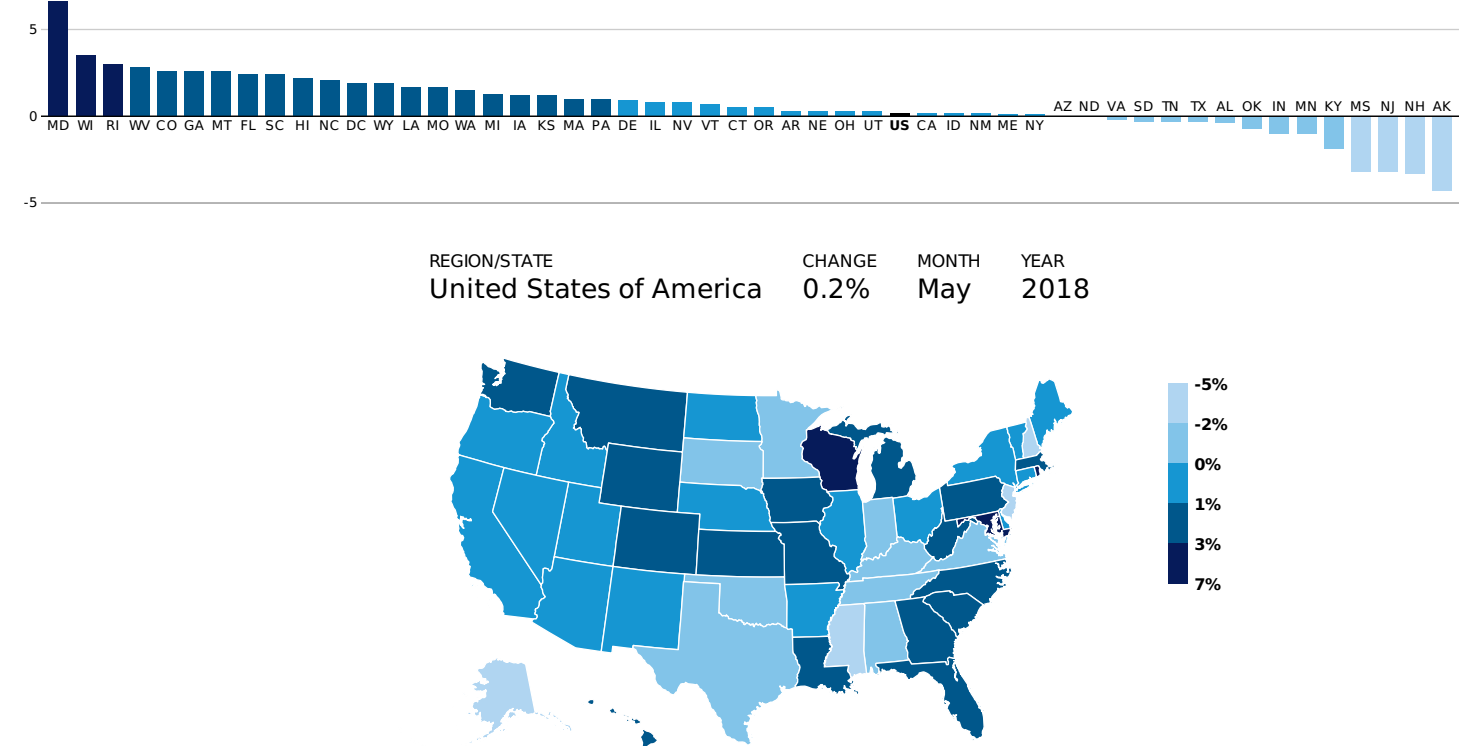 5
AZ ND VA SD TN TX AL OK IN MN KY MS NJ NH AK
0
MD WI RI WV CO GA MT FL SC HI NC DC WY LA MO WA MI IA KS MA PA DE IL NV VT CT OR AR NE OH UT US CA ID NM ME NY
-5
REGION/STATE CHANGE MONTH YEAR
United States of America 0.2% May 2018
-5%
-2%
0%
1%
3%
7%